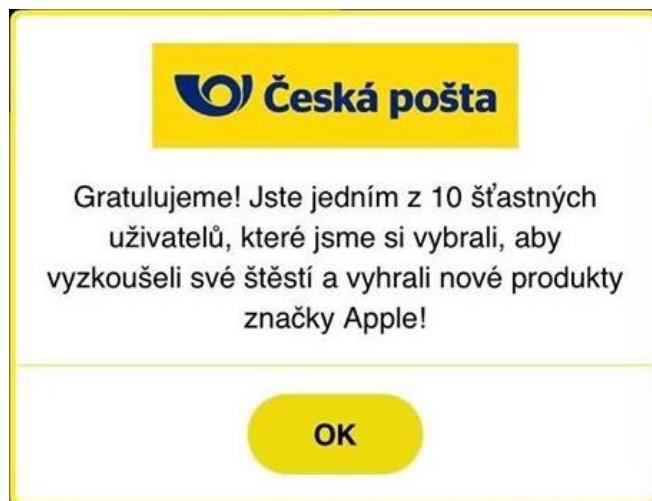 Česká pošta
Gratulujeme! Jste jedním z 10 šťastných
uživatelů, které jsme si vybrali, aby
vyzkoušeli své štěstí a vyhrali nové produkty
značky Apple!
OK